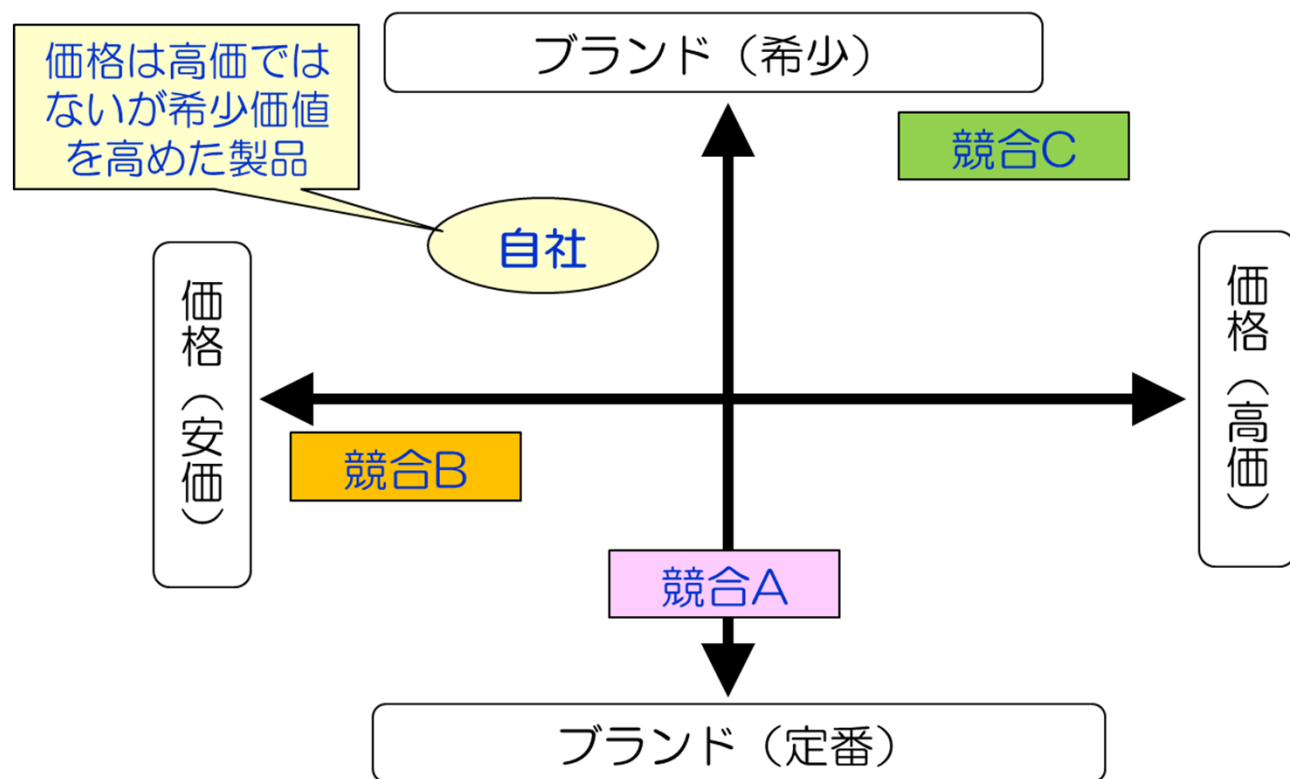 ブランド（希少）
価格は高価では
ないが希少価値
を高めた製品
競合C
自社
価格（安価）
価格（高価）
競合B
競合A
ブランド（定番）